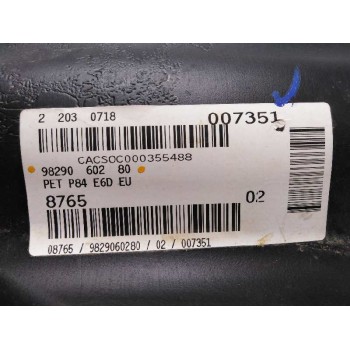 2 203 0718 007351
CACSOC000355488
98290 602 80
PET P84 E6D EU
8765 02
08765 / 9829060280 / 02 / 007351